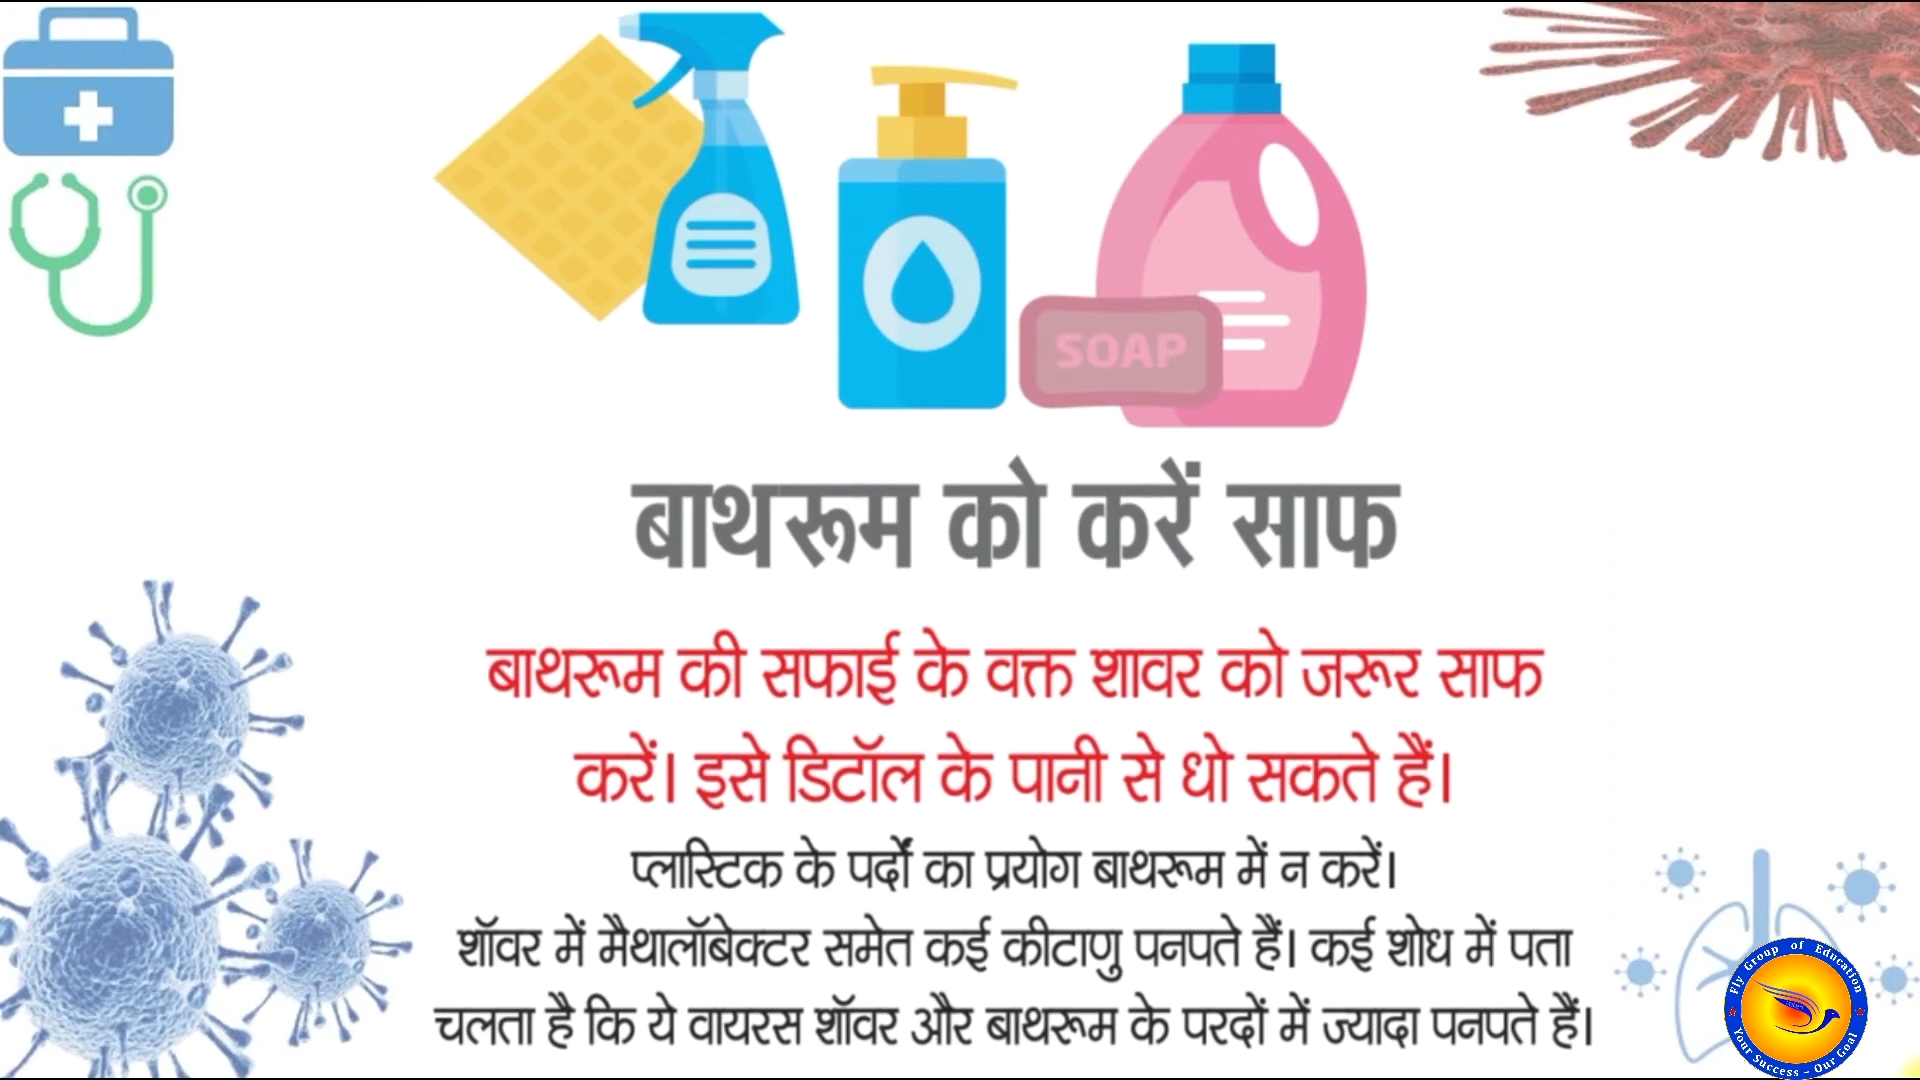 SOAP
बाथरूम को करें साफ
बाथरूम की सफाई के वक्त शावर को जरूर साफ
करें। इसे डिटॉल के पानी से धो सकते हैं।
प्लास्टिक के पर्दों का प्रयोग बाथरूम में न करें।
शॉवर में मैथालॉबेक्टर समेत कई कीटाणु पनपते हैं। कई शोध में पता
चलता है कि ये वायरस शॉवर और बाथरूम के परदों में ज्यादा पनपते हैं।
Fly Group of Education
Your Success - Our Goal